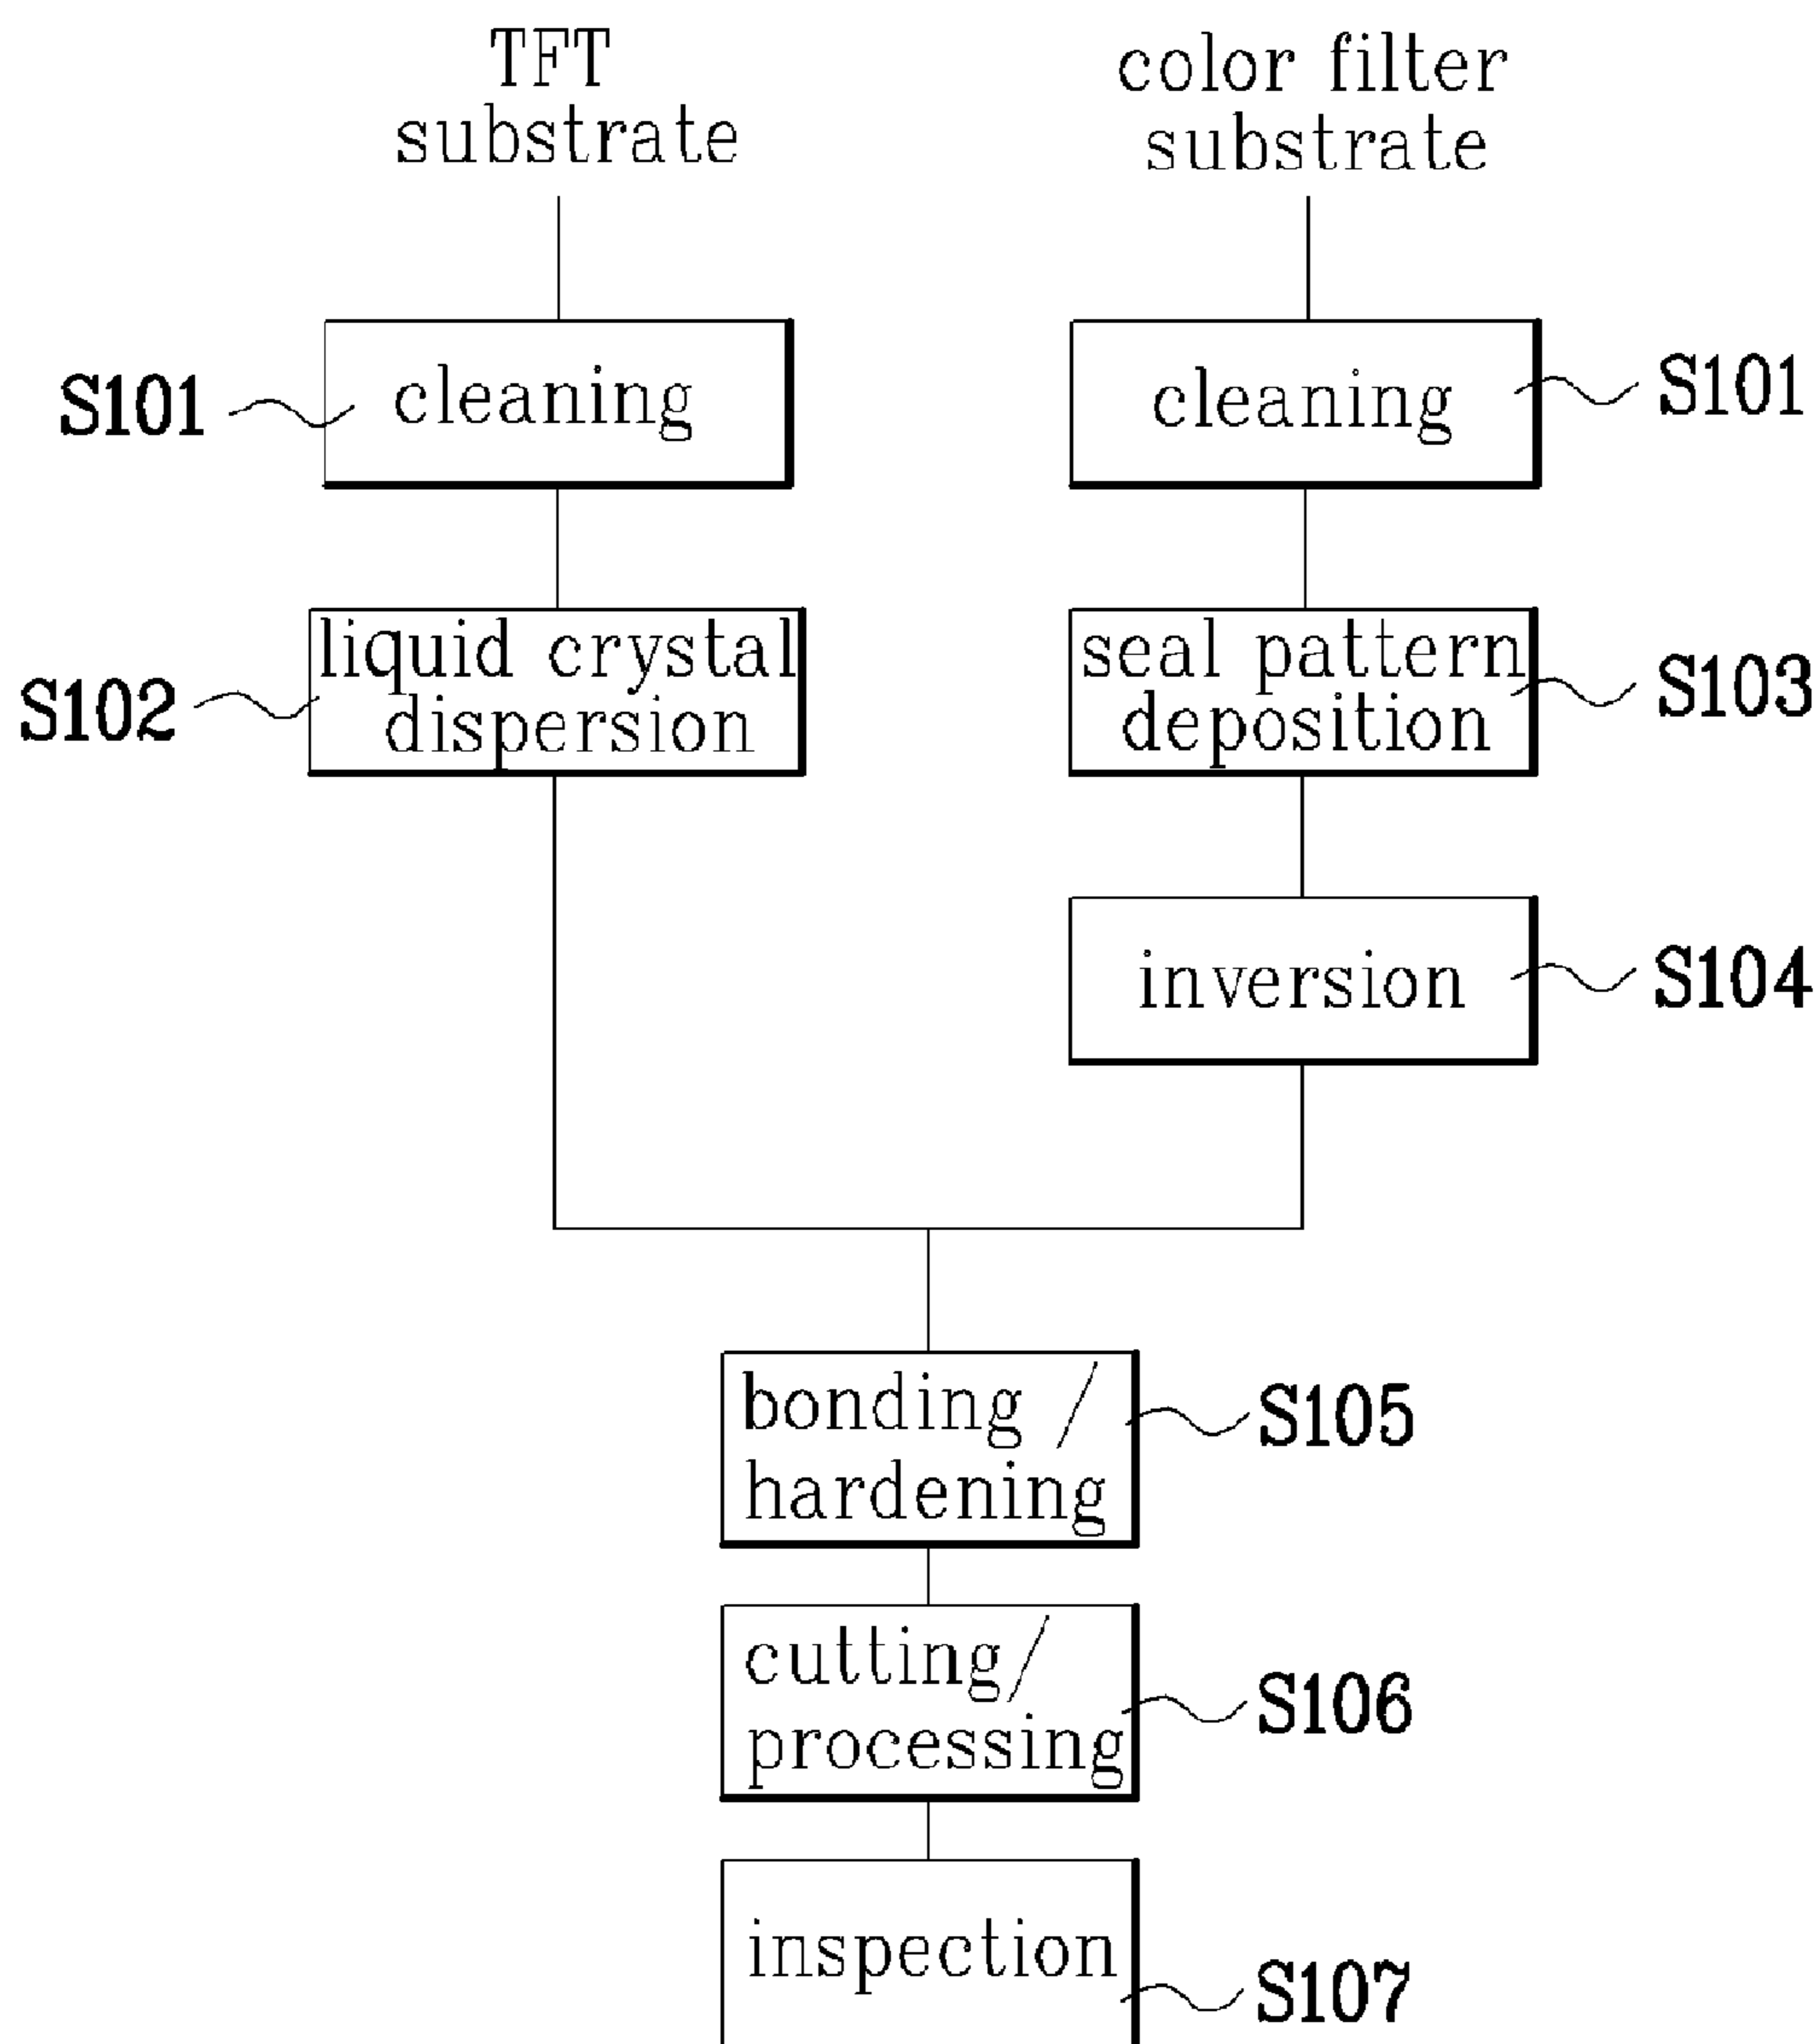 TFT
substrate
color filter
substrate
S101
cleaning
cleaning
S101
S102
liquid crystal
dispersion
seal pattern
deposition
S103
inversion
S104
bonding /
hardening
S105
cutting/
processing
S106
inspection
S107